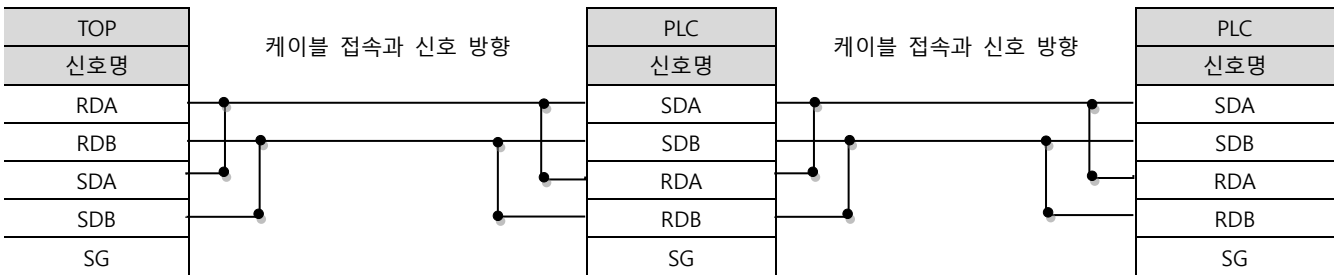 TOP 케이블 접속과 신호 방향 PLC 케이블 접속과 신호 방향 PLC
신호명 신호명 신호명
RDA SDA SDA
RDB SDB SDB
SDA RDA RDA
SDB RDB RDB
SG SG SG